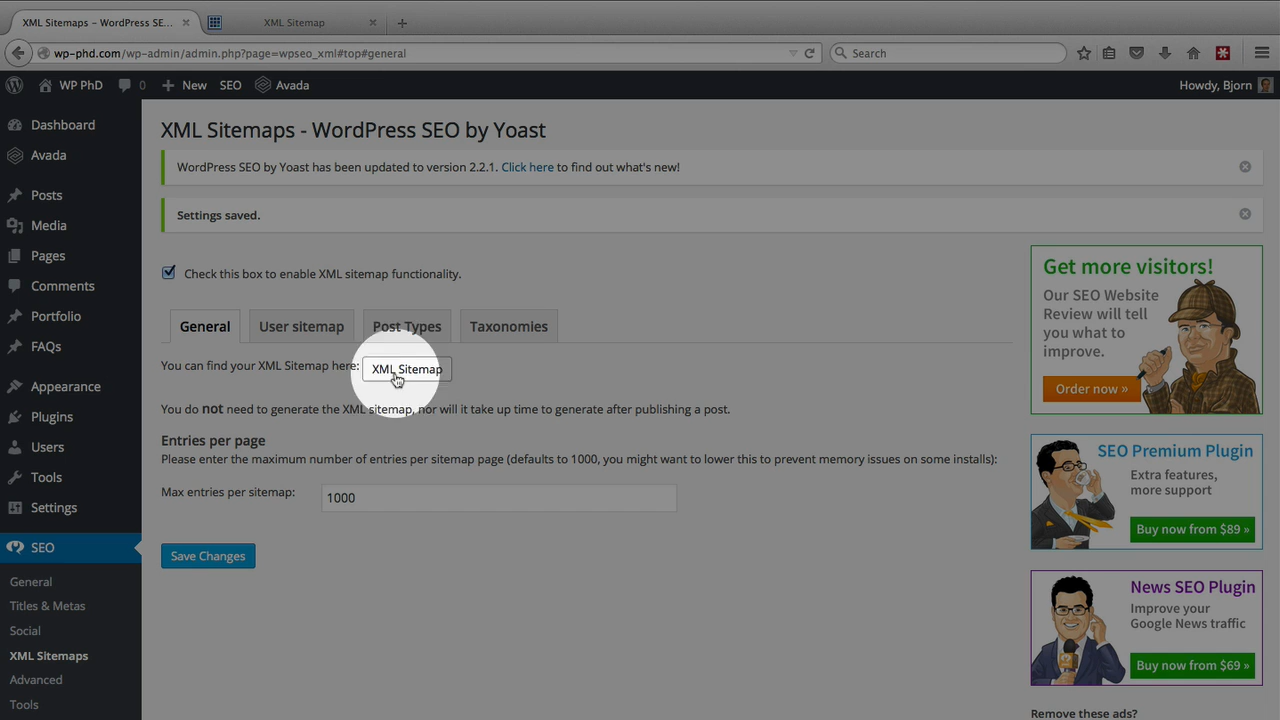 XML Sitemaps - WordPress SE...
XML Sitemap
wp-phd.com/wp-admin/admin.php?page=wpseo_xml#top#general
Search
WP PhD
0
New
SEO
Avada
Howdy, Bjorn
Dashboard
Avada
Posts
Media
Pages
Comments
Portfolio
FAQs
Appearance
Plugins
Users
Tools
Settings
SEO
General
Titles & Metas
Social
XML Sitemaps
Advanced
Tools
XML Sitemaps - WordPress SEO by Yoast
WordPress SEO by Yoast has been updated to version 2.2.1. Click here to find out what's new!
Settings saved.
Check this box to enable XML sitemap functionality.
General
User sitemap
Post Types
Taxonomies
You can find your XML Sitemap here:
XML Sitemap
You do not need to generate the XML sitemap, nor will it take up time to generate after publishing a post.
Entries per page
Please enter the maximum number of entries per sitemap page (defaults to 1000, you might want to lower this to prevent memory issues on some installs):
Max entries per sitemap:
1000
Save Changes
Get more visitors!
Our SEO Website
Review will tell
you what to
improve.
Order now »
SEO Premium Plugin
Extra features,
more support
Buy now from $89 »
News SEO Plugin
Improve your
Google News traffic
Buy now from $69 »
Remove these ads?